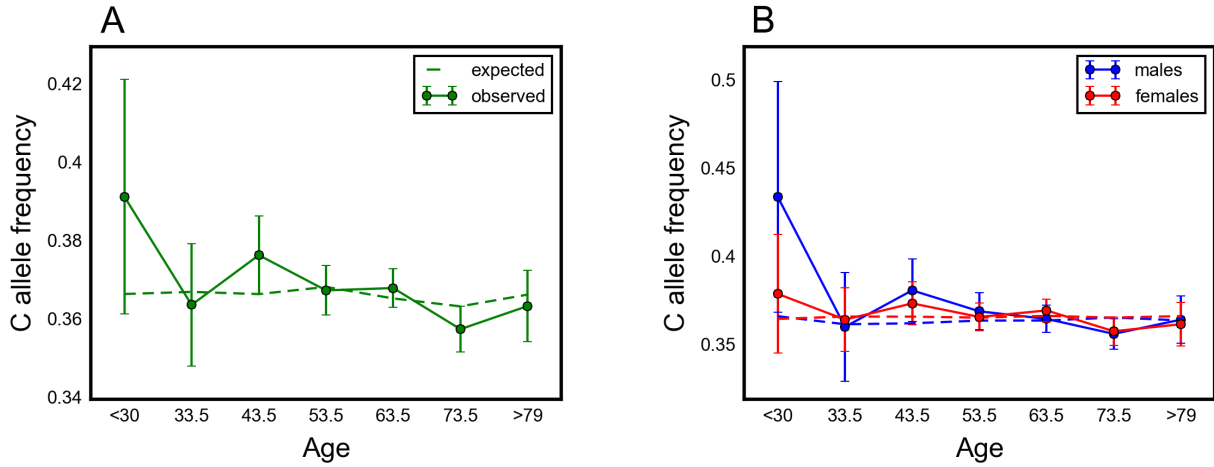 A
C allele frequency
0.42
0.4
0.38
0.36
0.34
expected
observed
<30 33.5 43.5 53.5 63.5 73.5 >79
Age
B
C allele frequency
0.5
0.45
0.4
0.35
males
females
<30 33.5 43.5 53.5 63.5 73.5 >79
Age